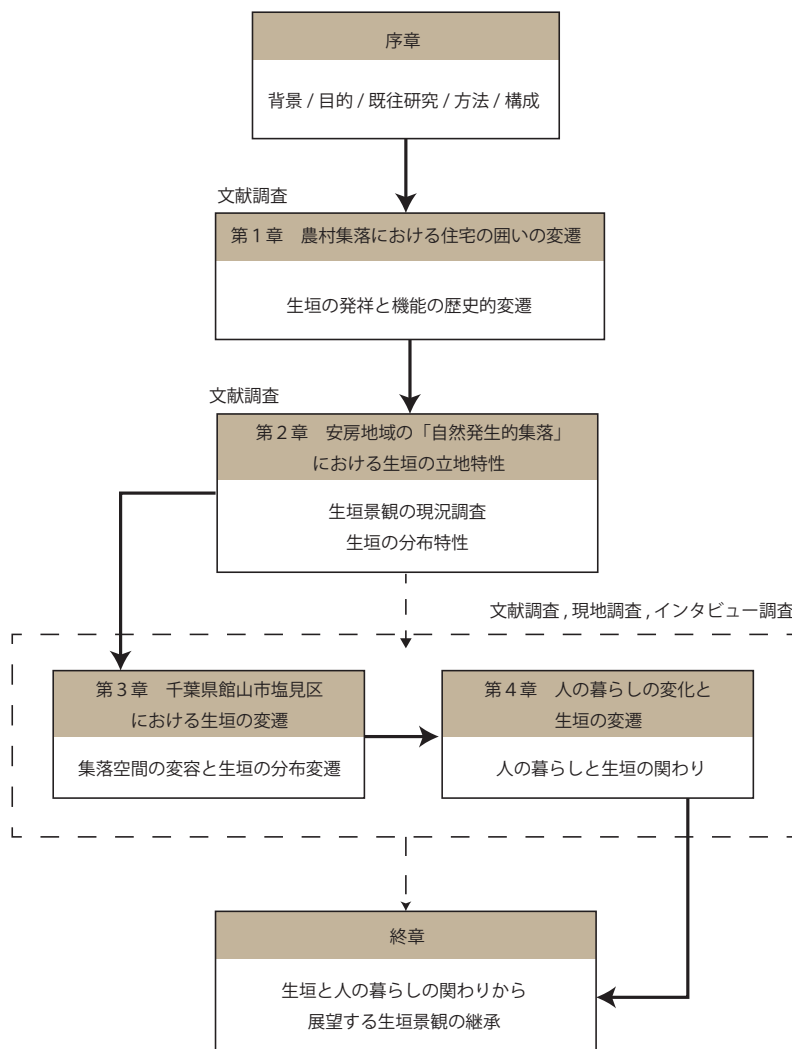 序章
背景 / 目的 / 既往研究 / 方法 / 構成
文献調査
第1章　農村集落における住宅の囲いの変遷
生垣の発祥と機能の歴史的変遷
文献調査
第2章　安房地域の「自然発生的集落」
における生垣の立地特性
生垣景観の現況調査
生垣の分布特性
文献調査 , 現地調査 , インタビュー調査
第3章　千葉県館山市塩見区
における生垣の変遷
集落空間の変容と生垣の分布変遷
第4章　人の暮らしの変化と
生垣の変遷
人の暮らしと生垣の関わり
終章
生垣と人の暮らしの関わりから
展望する生垣景観の継承